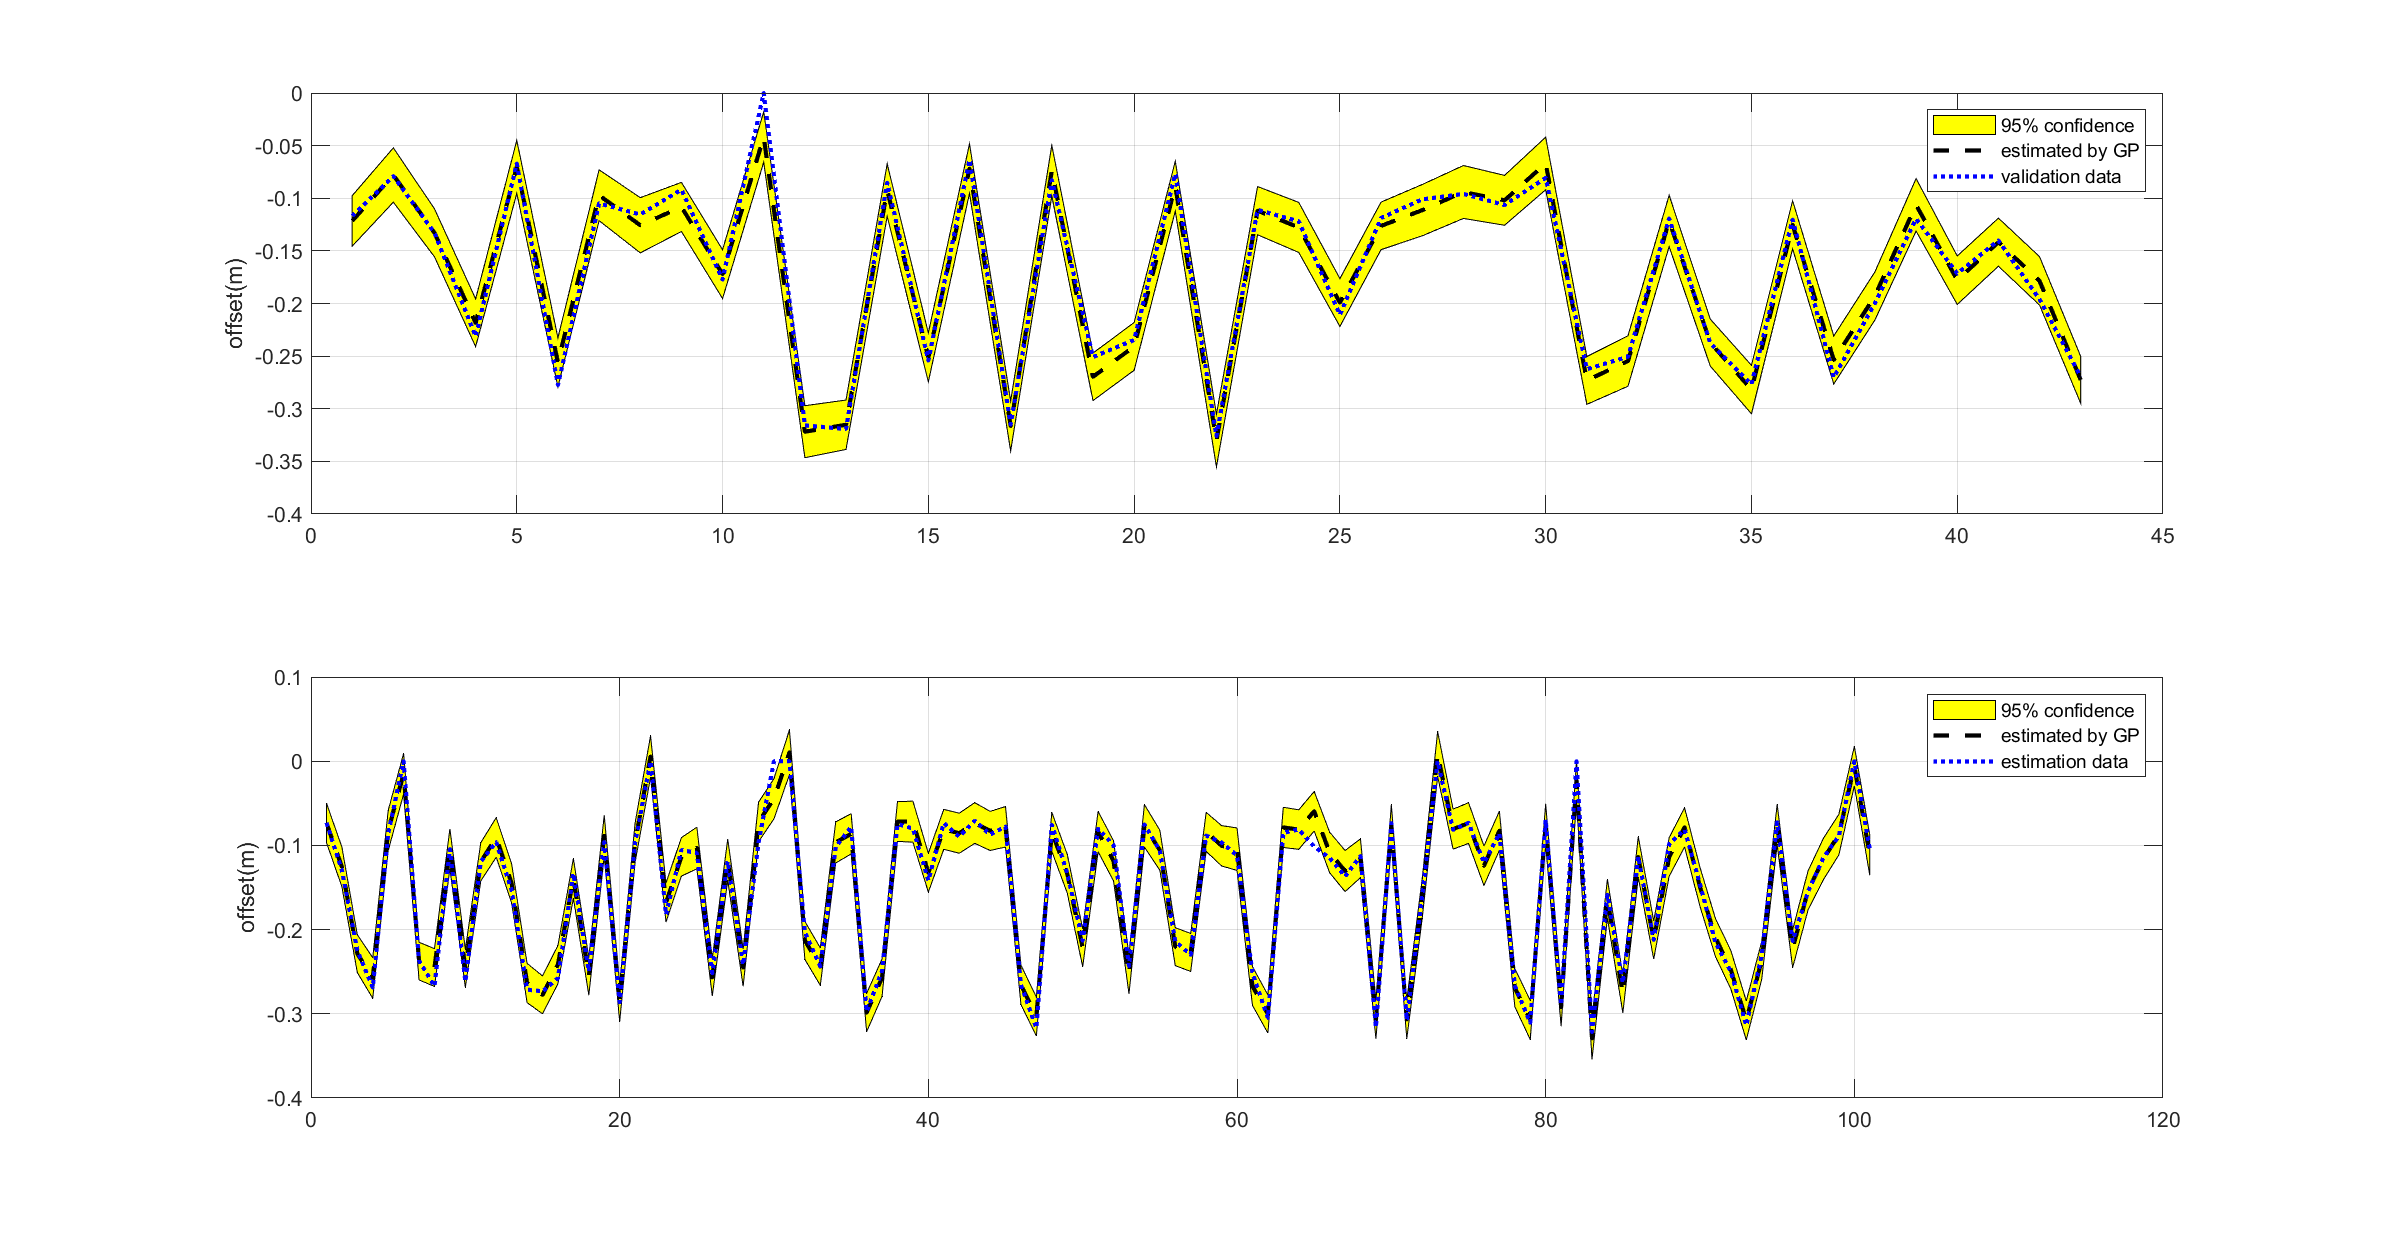 0
-0.05
-0.1
-0.15
-0.2
-0.25
-0.3
-0.35
-0.4
offset(m)
0 5 10 15 20 25 30 35 40 45
95% confidence
estimated by GP
validation data
0.1
0
-0.1
-0.2
-0.3
-0.4
offset(m)
0 20 40 60 80 100 120
95% confidence
estimated by GP
estimation data